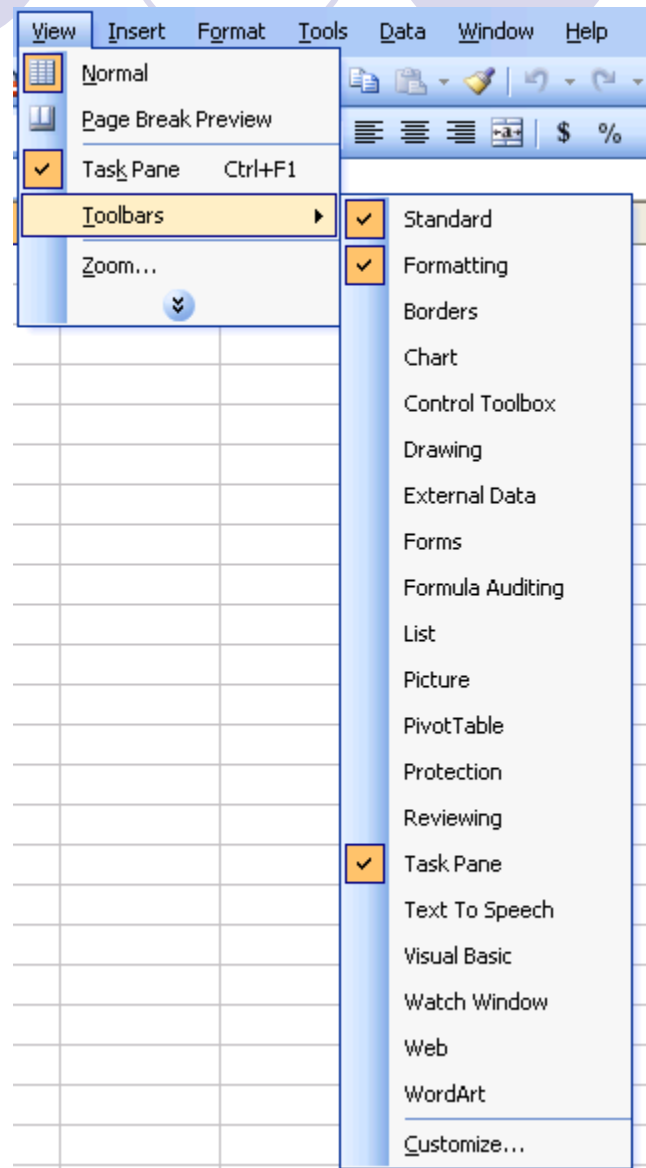 View Insert Format Tools Data Window Help
Normal
Page Break Preview
$ %
Task Pane Ctrl+F1
Toolbars
Zoom...
Standard
Formatting
Borders
Chart
Control Toolbox
Drawing
External Data
Forms
Formula Auditing
List
Picture
PivotTable
Protection
Reviewing
Task Pane
Text To Speech
Visual Basic
Watch Window
Web
WordArt
Customize...